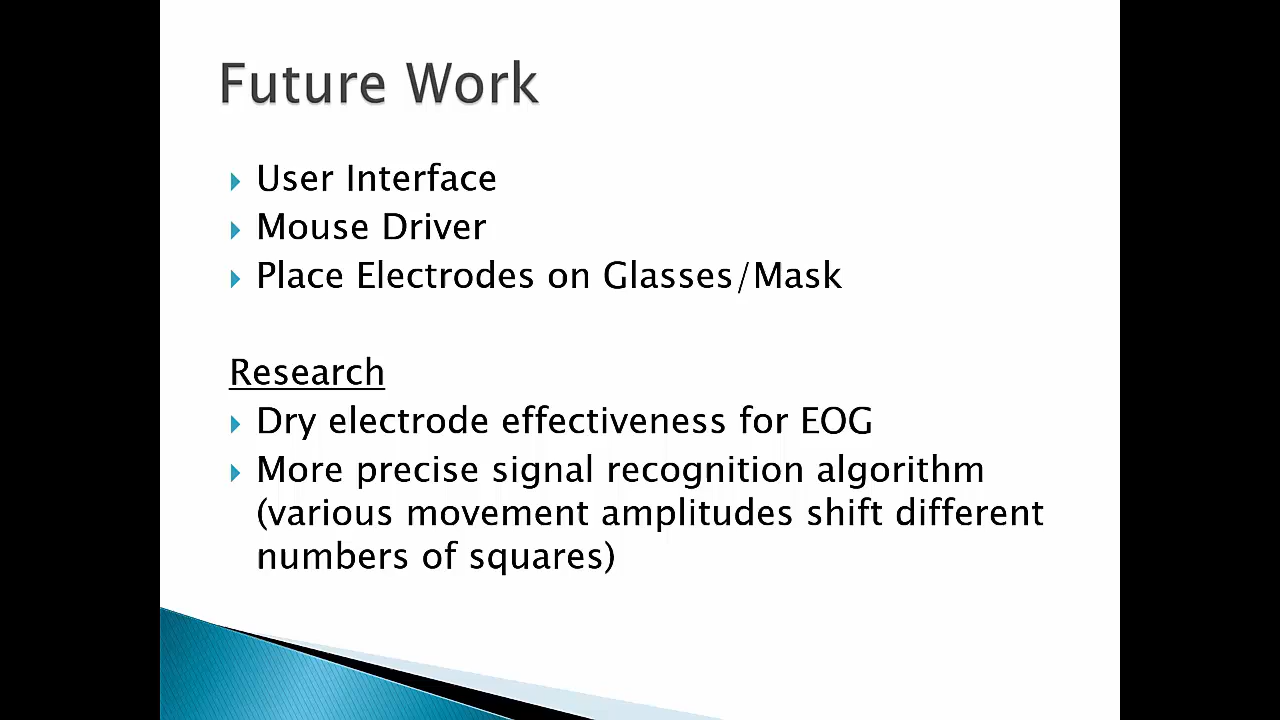 Future Work
User Interface
Mouse Driver
Place Electrodes on Glasses/Mask
Research
Dry electrode effectiveness for EOG
More precise signal recognition algorithm
(various movement amplitudes shift different
numbers of squares)